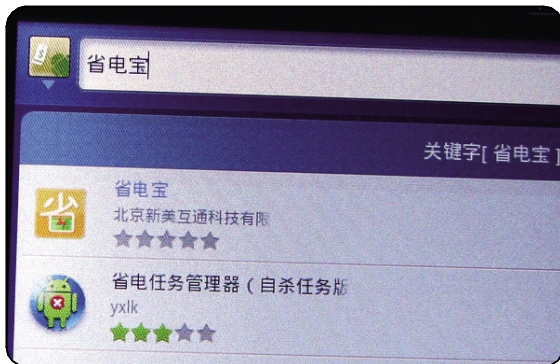 省电宝
关键字[ 省电宝 ]
省
省电宝
北京新美互通科技有限
省电任务管理器（自杀任务版
yxlk